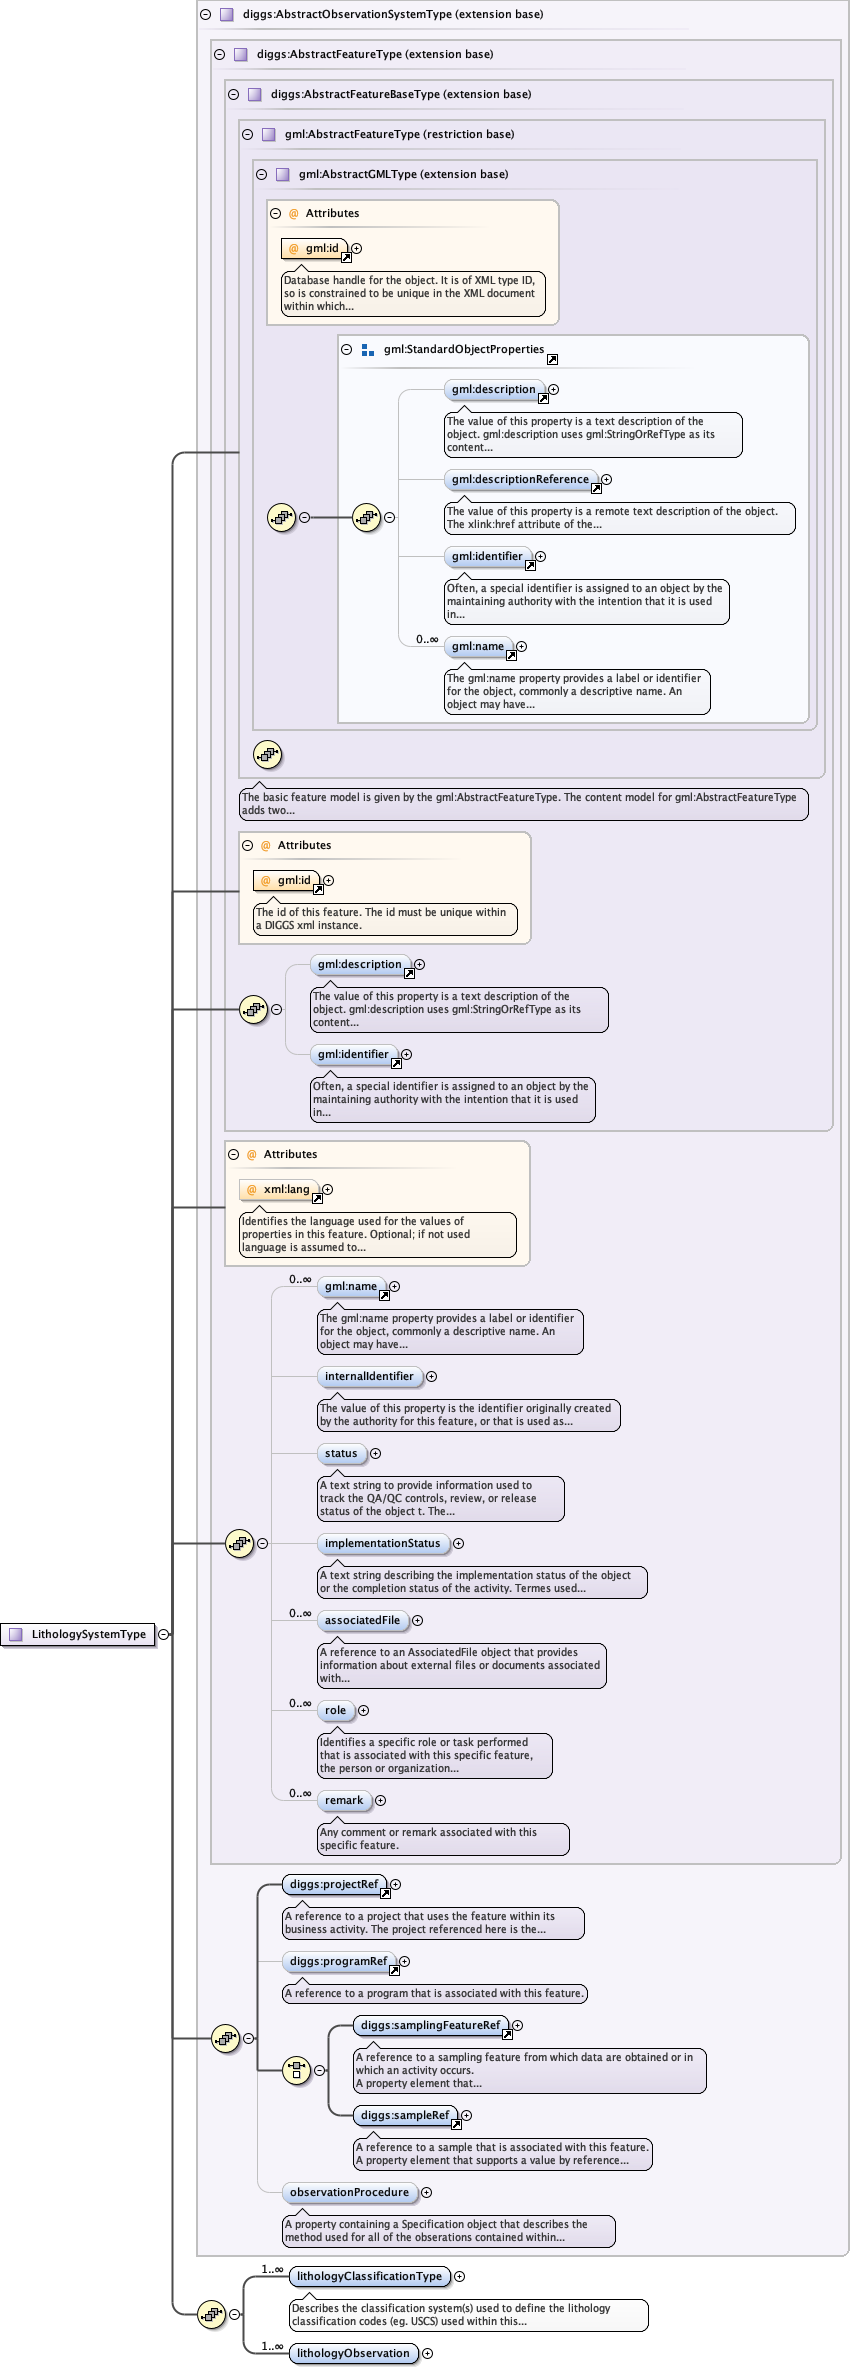 diggs:AbstractObservationSystemType (extension base)
diggs:AbstractFeatureType (extension base)
diggs:AbstractFeatureBaseType (extension base)
gml:AbstractFeatureType (restriction base)
gml:AbstractGMLType (extension base)
@ Attributes
@ gml:id
Database handle for the object. It is of XML type ID,
so is constrained to be unique in the XML document
within which...
gml:StandardObjectProperties
gml:description
The value of this property is a text description of the
object. gml:description uses gml:StringOrRefType as its
content...
gml:descriptionReference
The value of this property is a remote text description of the object.
The xlink:href attribute of the...
gml:identifier
Often, a special identifier is assigned to an object by the
maintaining authority with the intention that it is used
in...
0..∞ gml:name
The gml:name property provides a label or identifier
for the object, commonly a descriptive name. An
object may have...
The basic feature model is given by the gml:AbstractFeatureType. The content model for gml:AbstractFeatureType
adds two...
@ Attributes
@ gml:id
The id of this feature. The id must be unique within
a DIGGS xml instance.
gml:description
The value of this property is a text description of the
object. gml:description uses gml:StringOrRefType as its
content...
gml:identifier
Often, a special identifier is assigned to an object by the
maintaining authority with the intention that it is used
in...
@ Attributes
@ xml:lang
Identifies the language used for the values of
properties in this feature. Optional; if not used
language is assumed to...
0..∞ gml:name
The gml:name property provides a label or identifier
for the object, commonly a descriptive name. An
object may have...
internalIdentifier
The value of this property is the identifier originally created
by the authority for this feature, or that is used as...
status
A text string to provide information used to
track the QA/QC controls, review, or release
status of the object t. The...
implementationStatus
A text string describing the implementation status of the object
or the completion status of the activity. Termes used...
0..∞ associatedFile
A reference to an AssociatedFile object that provides
information about external files or documents associated
with...
LithologySystemType
0..∞ role
Identifies a specific role or task performed
that is associated with this specific feature,
the person or organization...
0..∞ remark
Any comment or remark associated with this
specific feature.
diggs:projectRef
A reference to a project that uses the feature within its
business activity. The project referenced here is the...
diggs:programRef
A reference to a program that is associated with this feature.
diggs:samplingFeatureRef
A reference to a sampling feature from which data are obtained or in
which an activity occurs.
A property element that...
diggs:sampleRef
A reference to a sample that is associated with this feature.
A property element that supports a value by reference...
observationProcedure
A property containing a Specification object that describes the
method used for all of the obserations contained within...
1..∞ lithologyClassificationType
Describes the classification system(s) used to define the lithology
classification codes (eg. USCS) used within this...
1..∞ lithologyObservation